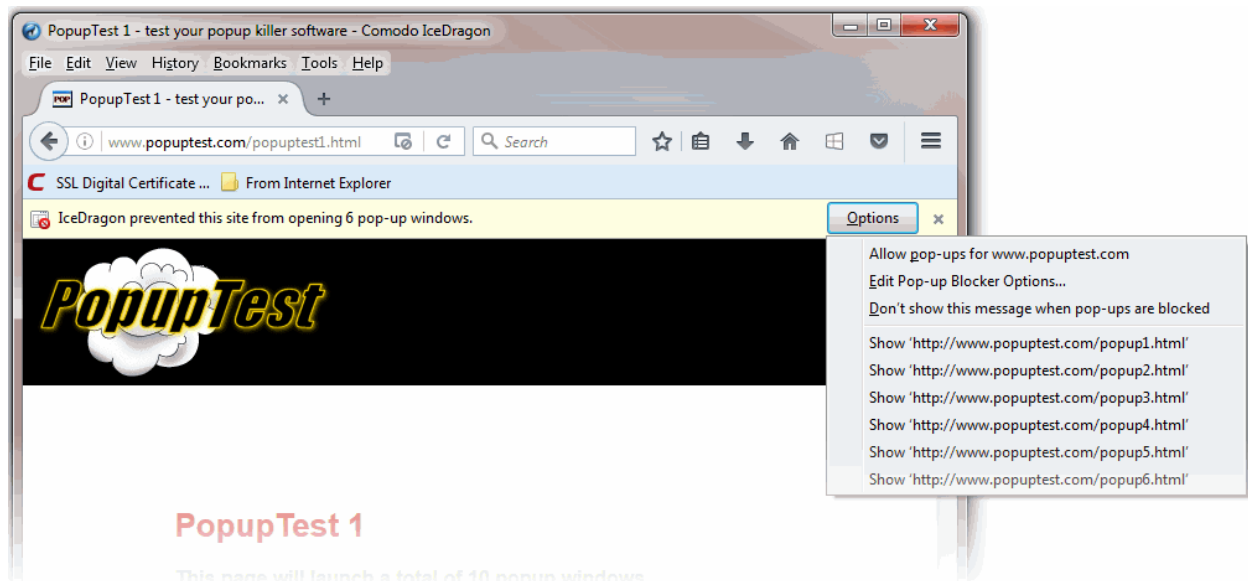 PopupTest 1 - test your popup killer software - Comodo IceDragon
File Edit View History Bookmarks Tools Help
POP PopupTest 1 - test your po...
www.popuptest.com/popuptest1.html Search
SSL Digital Certificate ... From Internet Explorer
IceDragon prevented this site from opening 6 pop-up windows. Options
PopupTest
Allow pop-ups for www.popuptest.com
Edit Pop-up Blocker Options...
Don't show this message when pop-ups are blocked
Show 'http://www.popuptest.com/popup1.html'
Show 'http://www.popuptest.com/popup2.html'
Show 'http://www.popuptest.com/popup3.html'
Show 'http://www.popuptest.com/popup4.html'
Show 'http://www.popuptest.com/popup5.html'
Show 'http://www.popuptest.com/popup6.html'
PopupTest 1
This page will launch a total of 10 popup windows